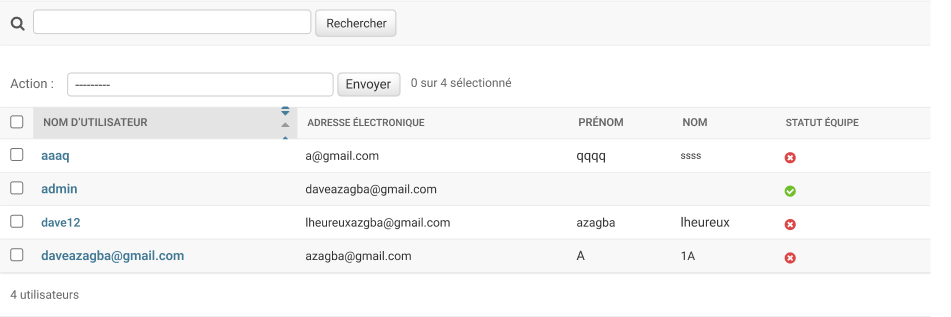 Rechercher
Action : --------- Envoyer 0 sur 4 sélectionné
NOM D'UTILISATEUR ADRESSE ÉLECTRONIQUE PRÉNOM NOM STATUT ÉQUIPE
aaaq a@gmail.com qqqq ssss
admin daveazagba@gmail.com
dave12 lheureuxazgba@gmail.com azagba lheureux
daveazagba@gmail.com azagba@gmail.com A 1A
4 utilisateurs